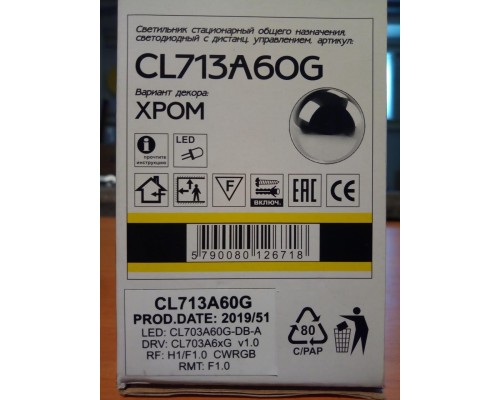 Светильник стационарный общего назначения,
светодиодный с дистанц. управлением, артикул:
CL713A60G
Вариант декора:
ХРОМ
i
прочтите
инструкцию
LED
F
ВКЛЮЧ.
EAC
CE
5 790080 126718
CL713A60G
PROD.DATE: 2019/51
LED: CL703A60G-DB-A
DRV: CL703A6xG v1.0
RF: H1/F1.0 CWRGB
RMT: F1.0
80
C/PAP